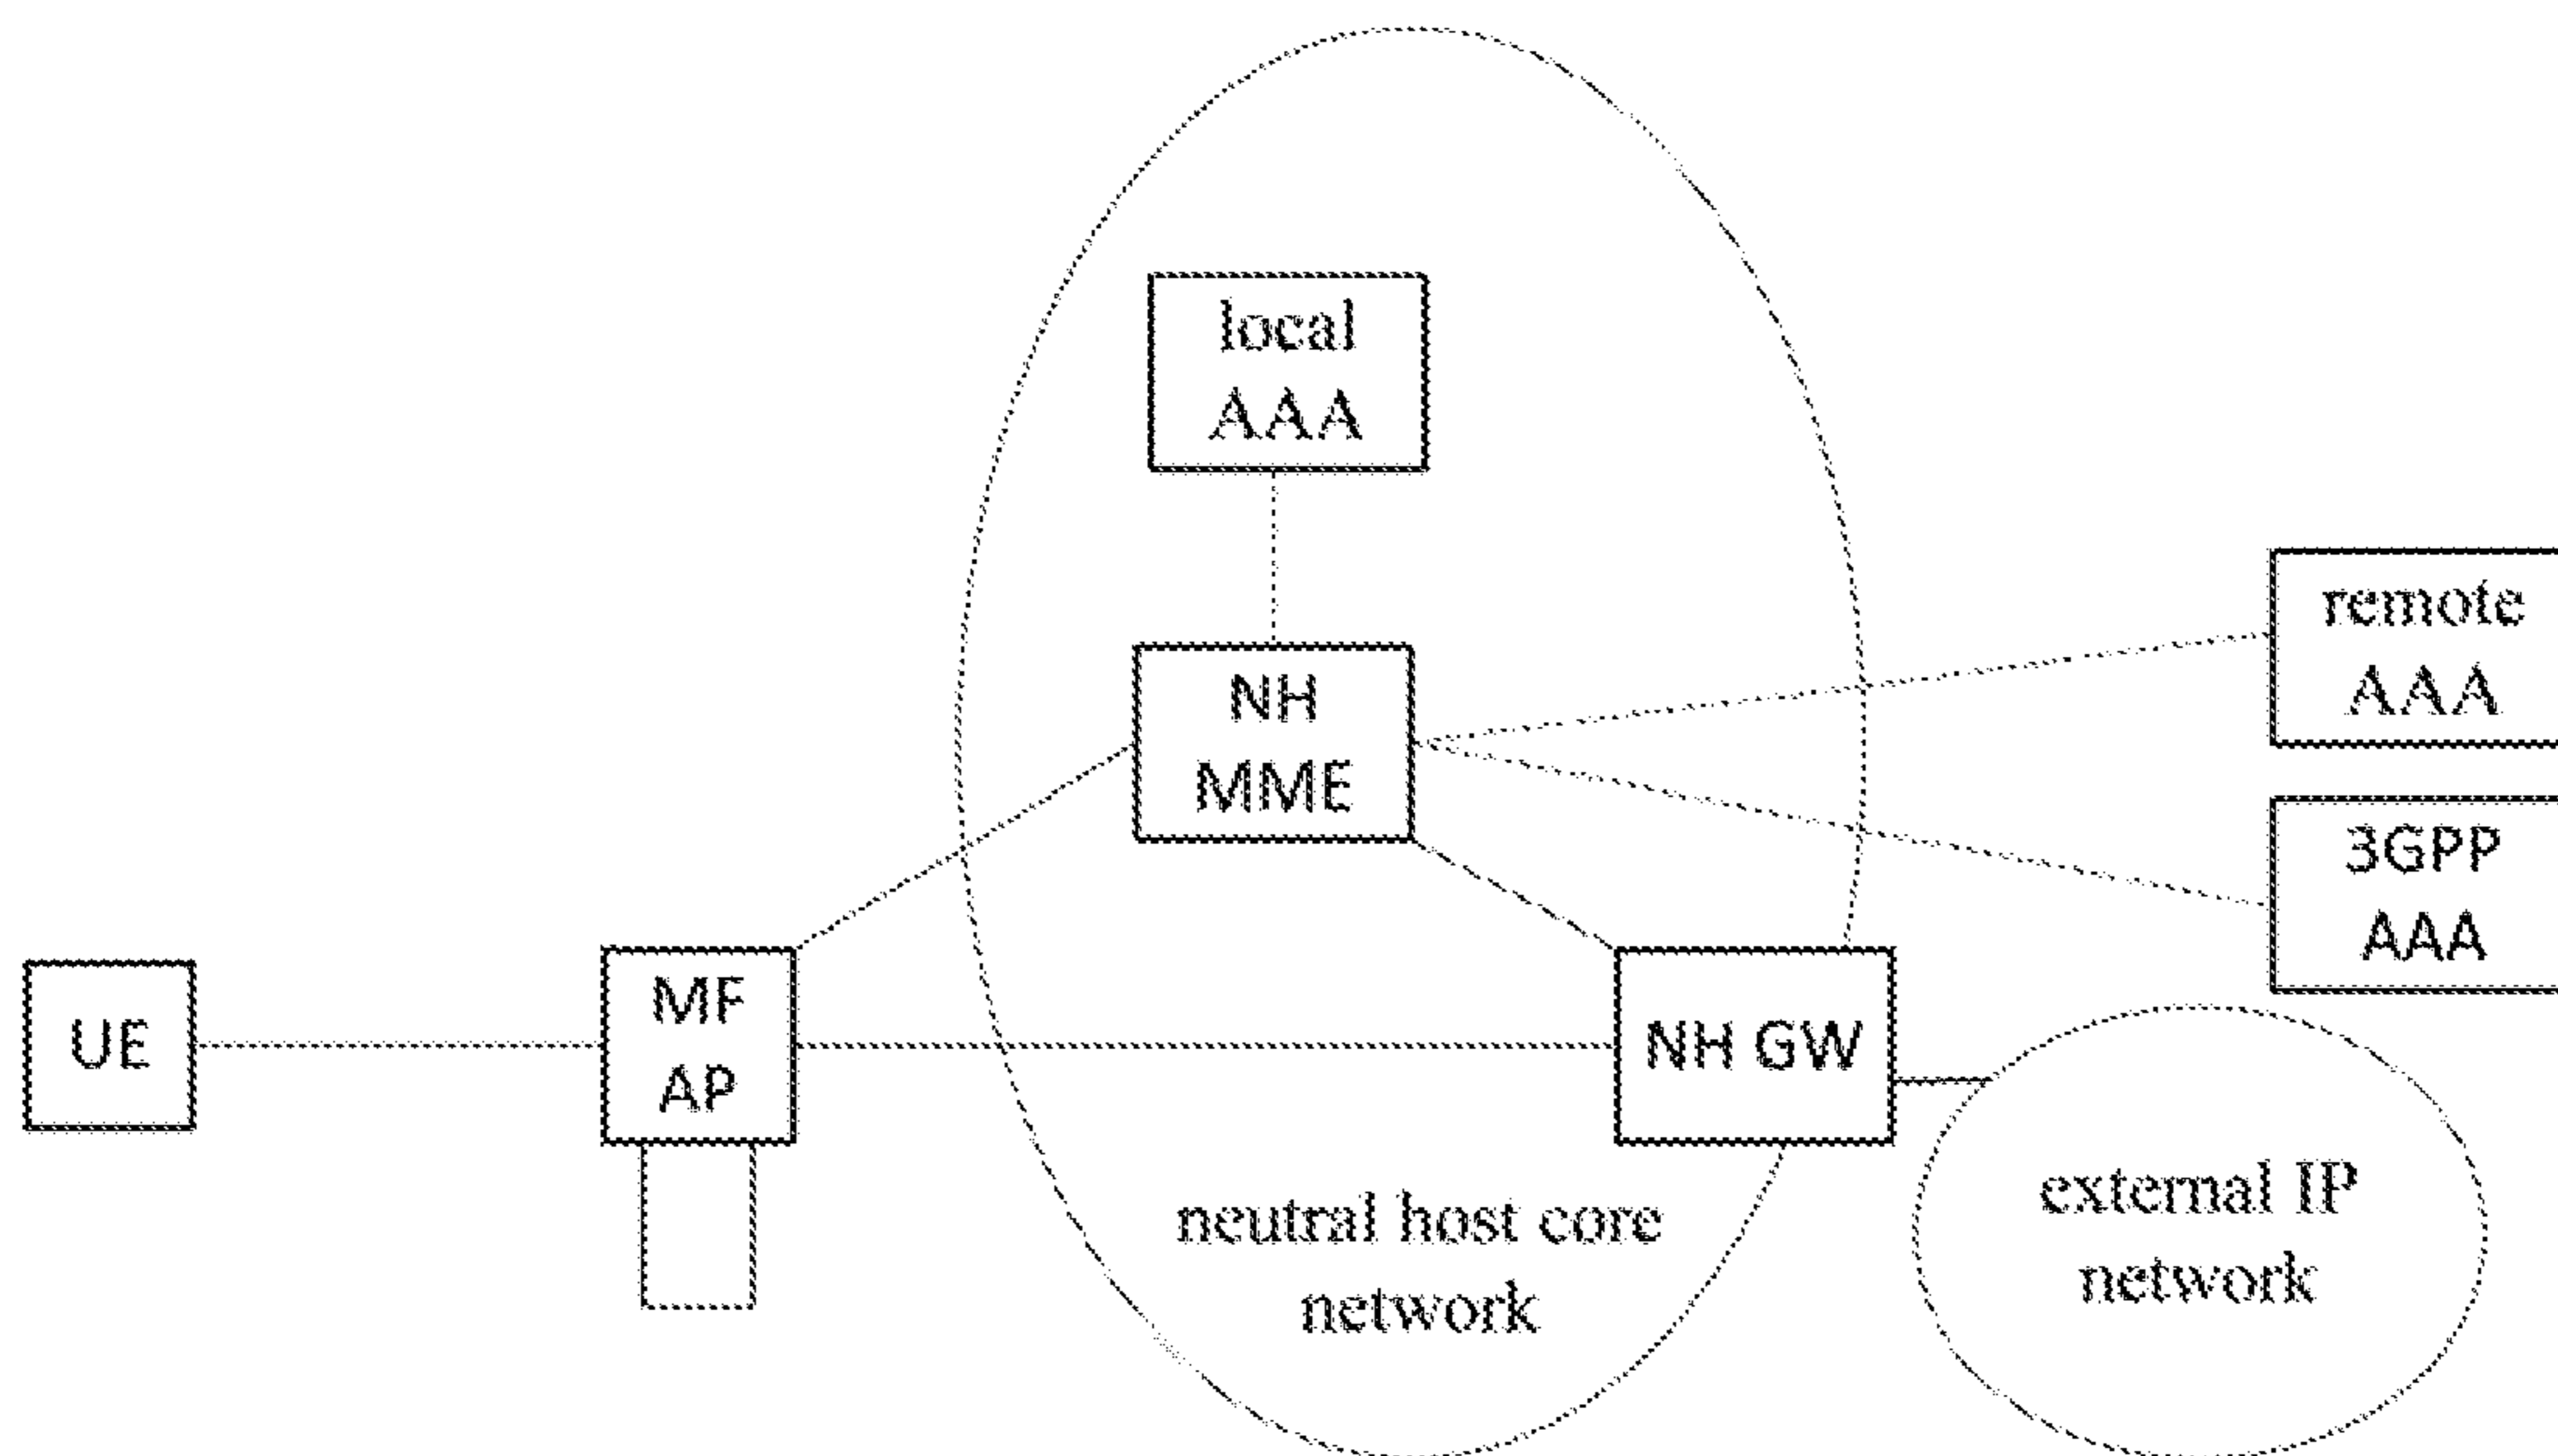 local
AAA
NH
MME
remote
AAA
3GPP
AAA
UE
MF
AP
NH GW
neutral host core
network
external IP
network